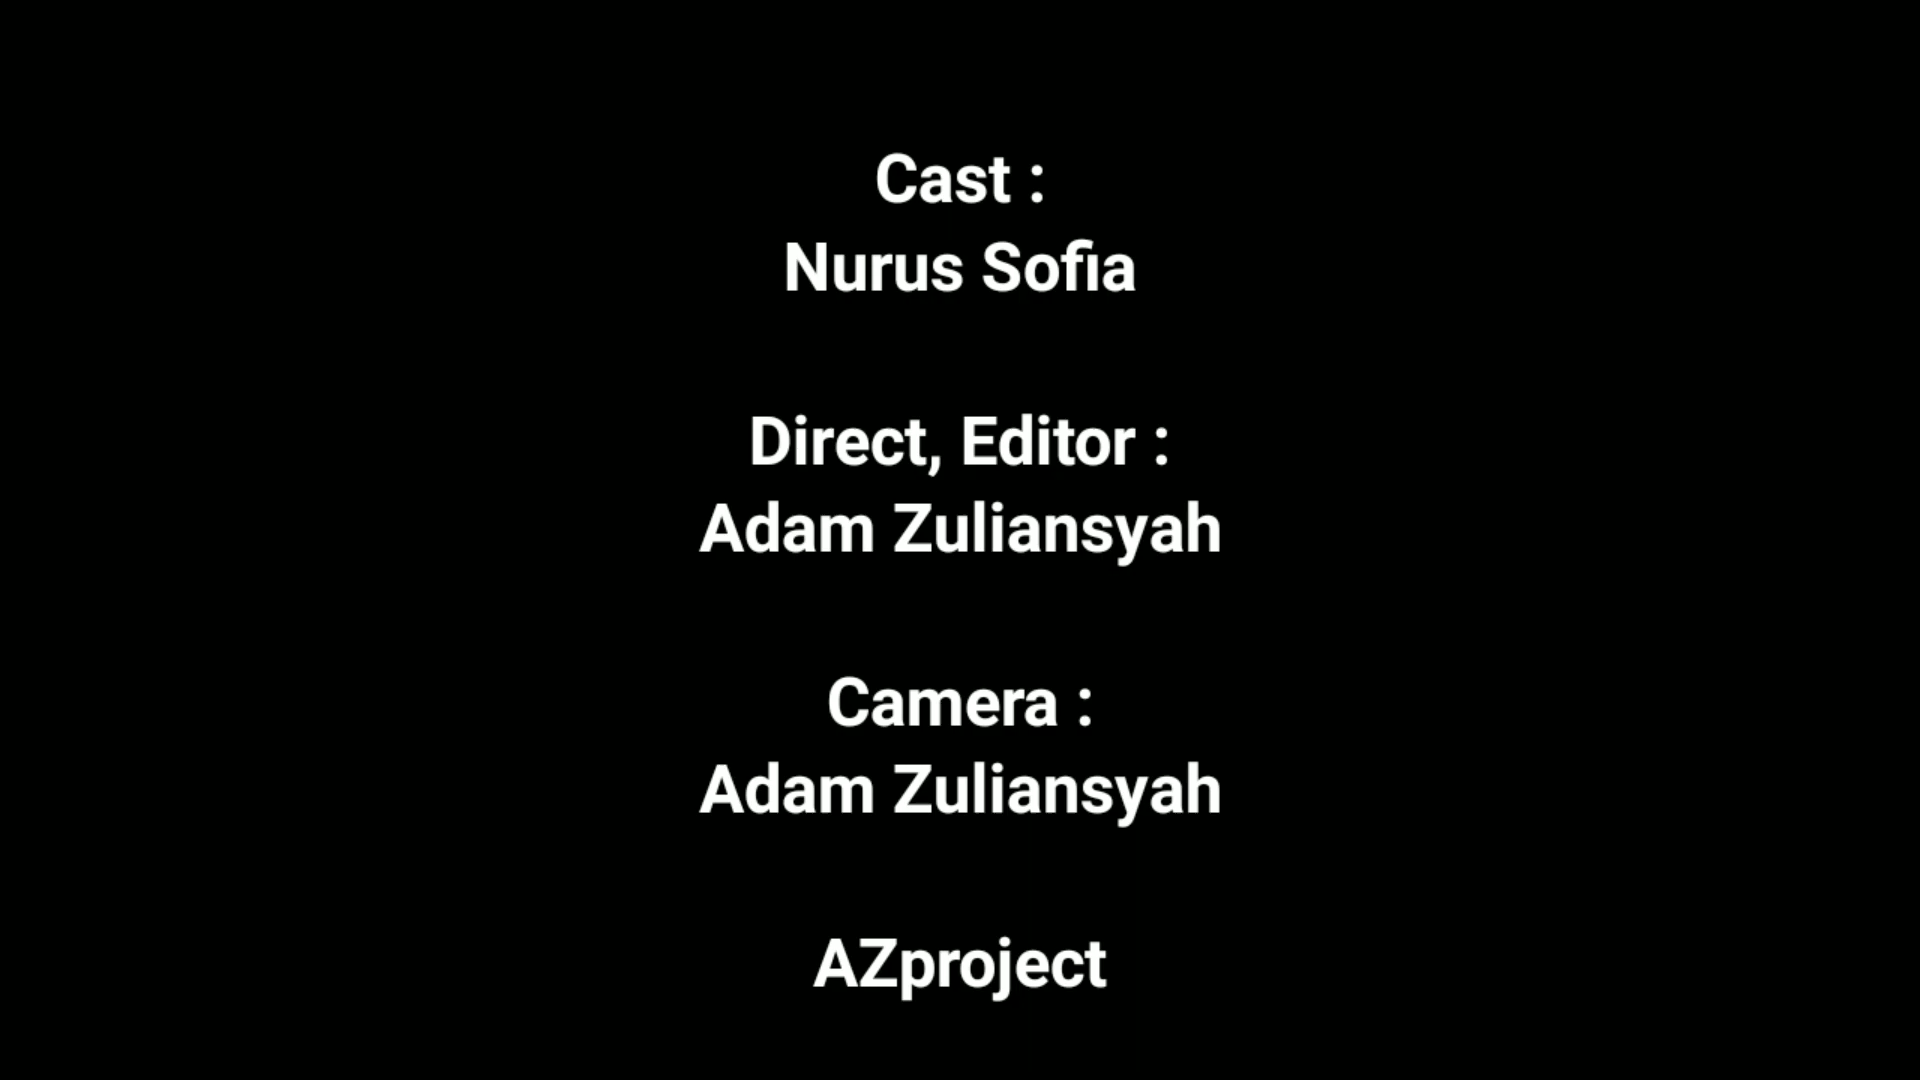 Cast :
Nurus Sofia
Direct, Editor :
Adam Zuliansyah
Camera :
Adam Zuliansyah
AZproject